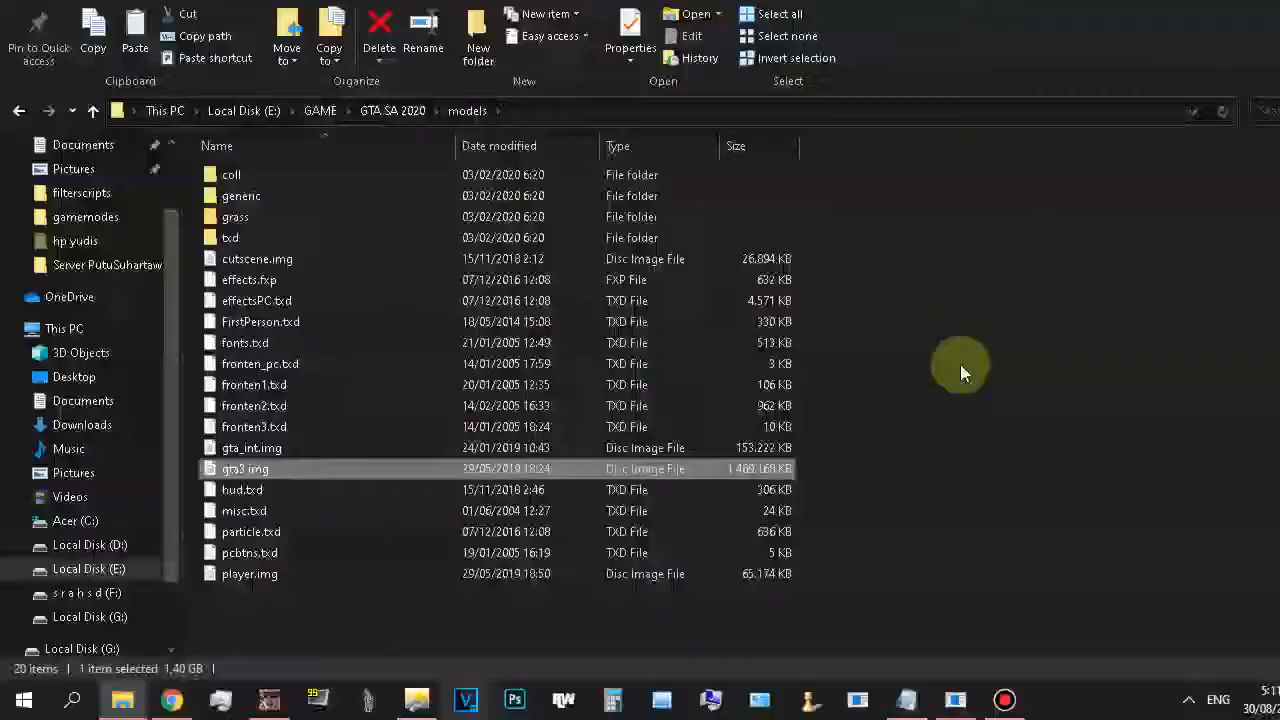 Cut
New item
Open
Select all
Copy path
Easy access
Edit
Select none
Pin to Quick access
Copy
Paste
Paste shortcut
Move to
Copy to
Delete
Rename
New folder
Properties
History
Invert selection
Clipboard
Organize
New
Open
Select
This PC
Local Disk (E:)
GAME
GTA SA 2020
models
Name
Date modified
Type
Size
Documents
Pictures
filterscripts
gamemodes
hp yudis
Server PutuSuhartaw
OneDrive
This PC
3D Objects
Desktop
Documents
Downloads
Music
Pictures
Videos
Acer (C:)
Local Disk (D:)
Local Disk (E:)
s r a h s d (F:)
Local Disk (G:)
Local Disk (G:)
coll 03/02/2020 6:20 File folder
generic 03/02/2020 6:20 File folder
grass 03/02/2020 6:20 File folder
txd 03/02/2020 6:20 File folder
cutscene.img 15/11/2018 2:12 Disc Image File 26.894 KB
effects.fxp 07/12/2016 12:08 FXP File 632 KB
effectsPC.txd 07/12/2016 12:08 TXD File 4.571 KB
FirstPerson.txd 18/05/2014 15:08 TXD File 330 KB
fonts.txd 21/01/2005 12:49 TXD File 513 KB
fronten_pc.txd 14/01/2005 17:59 TXD File 3 KB
fronten1.txd 20/01/2005 12:35 TXD File 106 KB
fronten2.txd 14/02/2005 16:33 TXD File 962 KB
fronten3.txd 14/01/2005 18:24 TXD File 10 KB
gta_int.img 24/01/2019 10:43 Disc Image File 153.222 KB
gta3.img 29/05/2019 18:24 Disc Image File 1.469.168 KB
hud.txd 15/11/2018 2:46 TXD File 306 KB
misc.txd 01/06/2004 12:27 TXD File 24 KB
particle.txd 07/12/2016 12:08 TXD File 636 KB
pcbtns.txd 19/01/2005 16:19 TXD File 5 KB
player.img 29/05/2019 18:50 Disc Image File 65.174 KB
20 items 1 item selected 1,40 GB
ENG
5:11
30/08/2